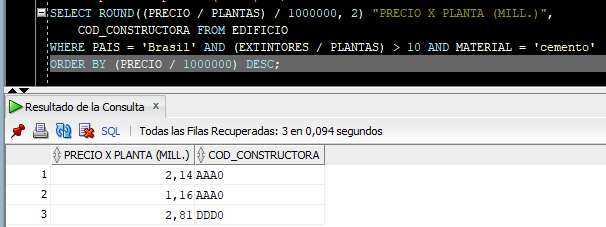 SELECT ROUND((PRECIO / PLANTAS) / 1000000, 2) "PRECIO X PLANTA (MILL.)",
COD_CONSTRUCTORA FROM EDIFICIO
WHERE PAIS = 'Brasil' AND (EXTINTORES / PLANTAS) > 10 AND MATERIAL = 'cemento'
ORDER BY (PRECIO / 1000000) DESC;
Resultado de la Consulta x
SQL | Todas las Filas Recuperadas: 3 en 0,094 segundos
PRECIO X PLANTA (MILL.) COD_CONSTRUCTORA
1 2,14 AAA0
2 1,16 AAA0
3 2,81 DDD0